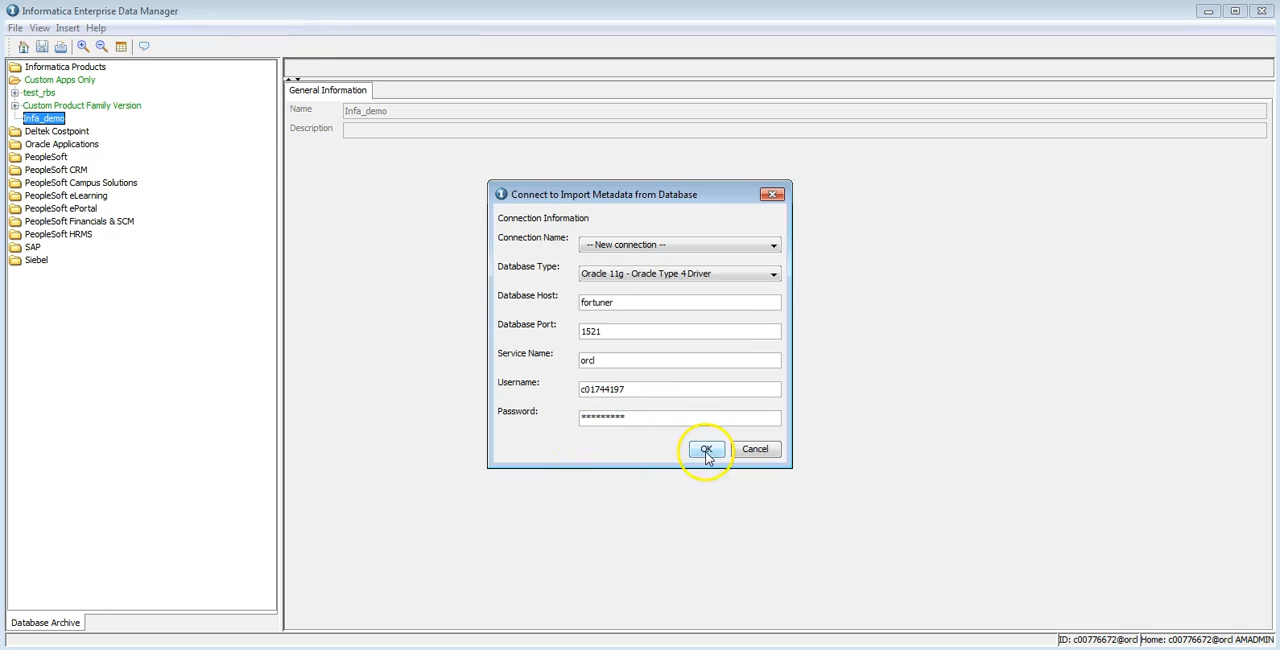 Informatica Enterprise Data Manager
File View Insert Help
Informatica Products
Custom Apps Only
test_rbs
Custom Product Family Version
Infa_demo
Deltek Costpoint
Oracle Applications
PeopleSoft
PeopleSoft CRM
PeopleSoft Campus Solutions
PeopleSoft eLearning
PeopleSoft ePortal
PeopleSoft Financials & SCM
PeopleSoft HRMS
SAP
Siebel
Database Archive
General Information
Name Infa_demo
Description
Connect to Import Metadata from Database
Connection Information
Connection Name: -- New connection --
Database Type: Oracle 11g - Oracle Type 4 Driver
Database Host: fortuner
Database Port: 1521
Service Name: orcl
Username: c01744197
Password: *********
OK Cancel
ID: c00776672@orcl Home: c00776672@orcl AMADMIN